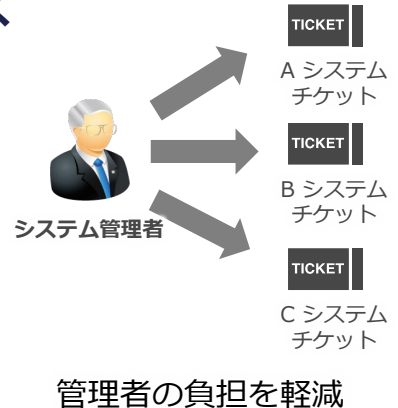 TICKET
A システム
チケット
TICKET
B システム
チケット
システム管理者
TICKET
C システム
チケット
管理者の負担を軽減